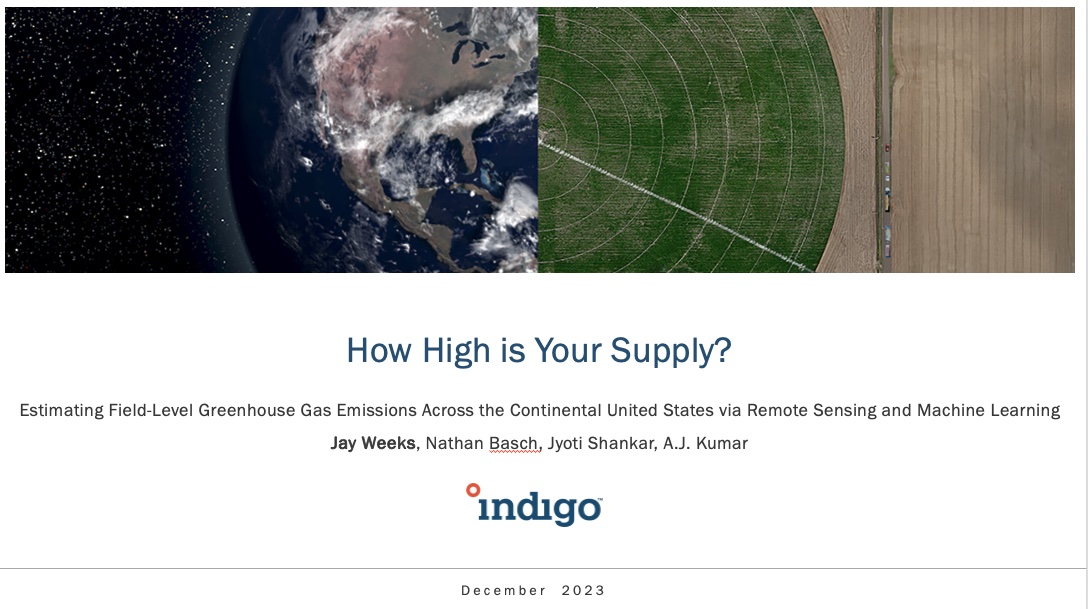 How High is Your Supply?
Estimating Field-Level Greenhouse Gas Emissions Across the Continental United States via Remote Sensing and Machine Learning
Jay Weeks, Nathan Basch, Jyoti Shankar, A.J. Kumar
indigo™
December 2023